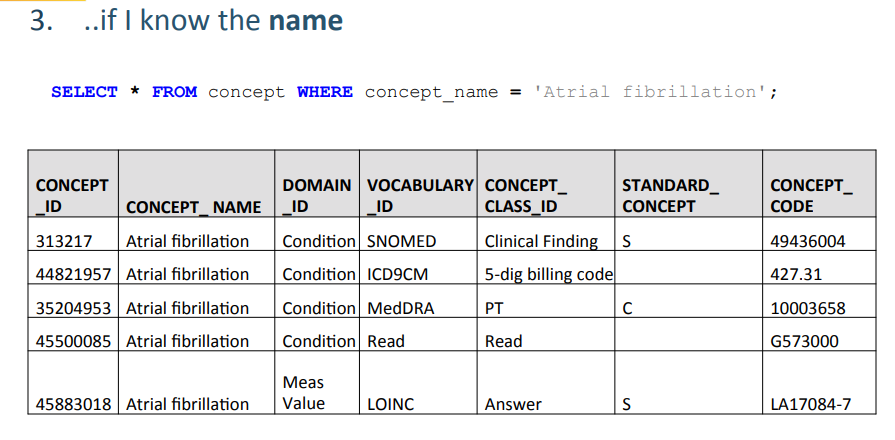 3. ..if I know the name
SELECT * FROM concept WHERE concept_name = 'Atrial fibrillation';
CONCEPT_ID CONCEPT_ NAME DOMAIN_ID VOCABULARY_ID CONCEPT_CLASS_ID STANDARD_CONCEPT CONCEPT_CODE
313217 Atrial fibrillation Condition SNOMED Clinical Finding S 49436004
44821957 Atrial fibrillation Condition ICD9CM 5-dig billing code 427.31
35204953 Atrial fibrillation Condition MedDRA PT C 10003658
45500085 Atrial fibrillation Condition Read Read G573000
45883018 Atrial fibrillation Meas Value LOINC Answer S LA17084-7